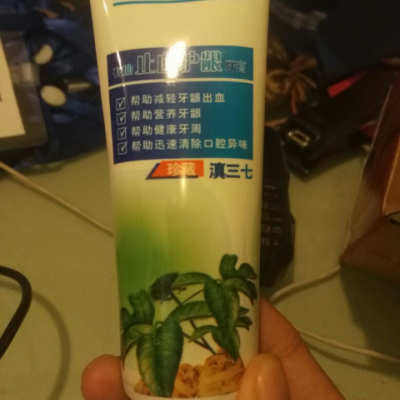 止血护龈
帮助减轻牙龈出血
帮助营养牙龈
帮助健康牙周
帮助迅速清除口腔异味
珍藏 滇三七